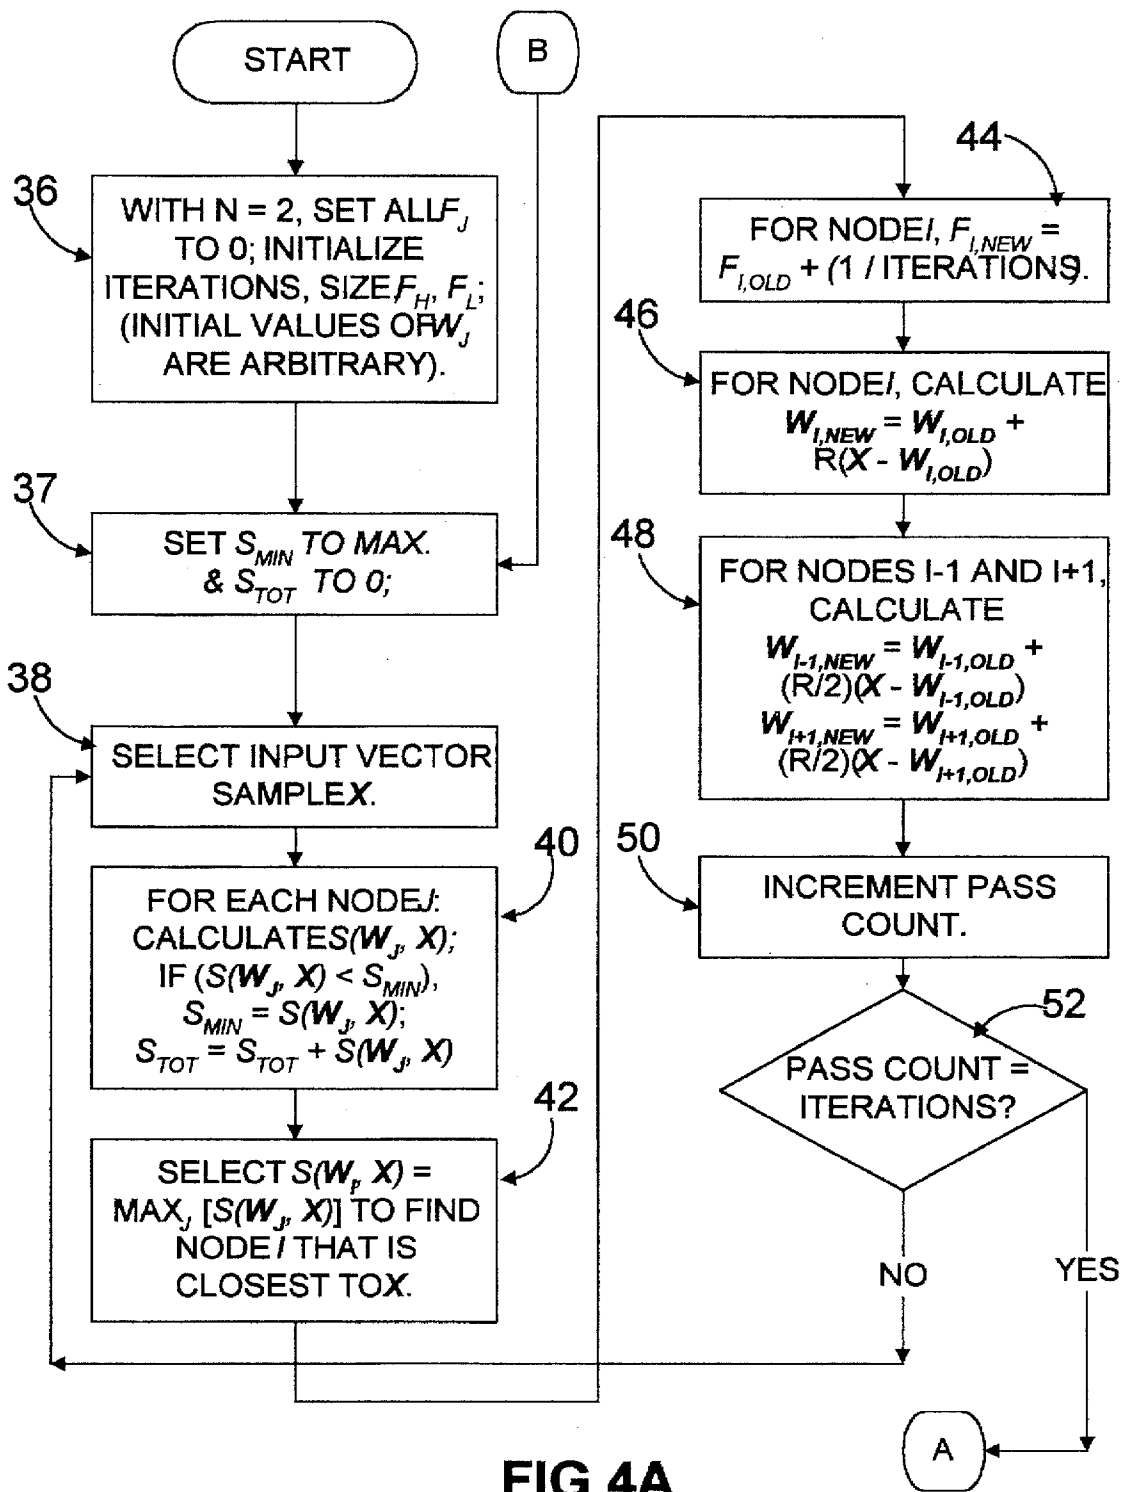 START
B
36
WITH N = 2, SET ALL F_J
TO 0; INITIALIZE
ITERATIONS, SIZE, F_H, F_L;
(INITIAL VALUES OF W_J
ARE ARBITRARY).
37
SET S_MIN TO MAX.
& S_TOT TO 0;
38
SELECT INPUT VECTOR
SAMPLE X.
40
FOR EACH NODE J:
CALCULATE S(W_J, X);
IF (S(W_J, X) < S_MIN),
S_MIN = S(W_J, X);
S_TOT = S_TOT + S(W_J, X)
42
SELECT S(W_I, X) =
MAX_J [S(W_J, X)] TO FIND
NODE I THAT IS
CLOSEST TO X.
44
FOR NODE I, F_I,NEW =
F_I,OLD + (1 / ITERATIONS).
46
FOR NODE I, CALCULATE
W_I,NEW = W_I,OLD +
R(X - W_I,OLD)
48
FOR NODES I-1 AND I+1,
CALCULATE
W_I-1,NEW = W_I-1,OLD +
(R/2)(X - W_I-1,OLD)
W_I+1,NEW = W_I+1,OLD +
(R/2)(X - W_I+1,OLD)
50
INCREMENT PASS
COUNT.
52
PASS COUNT =
ITERATIONS?
NO
YES
A
FIG 4A